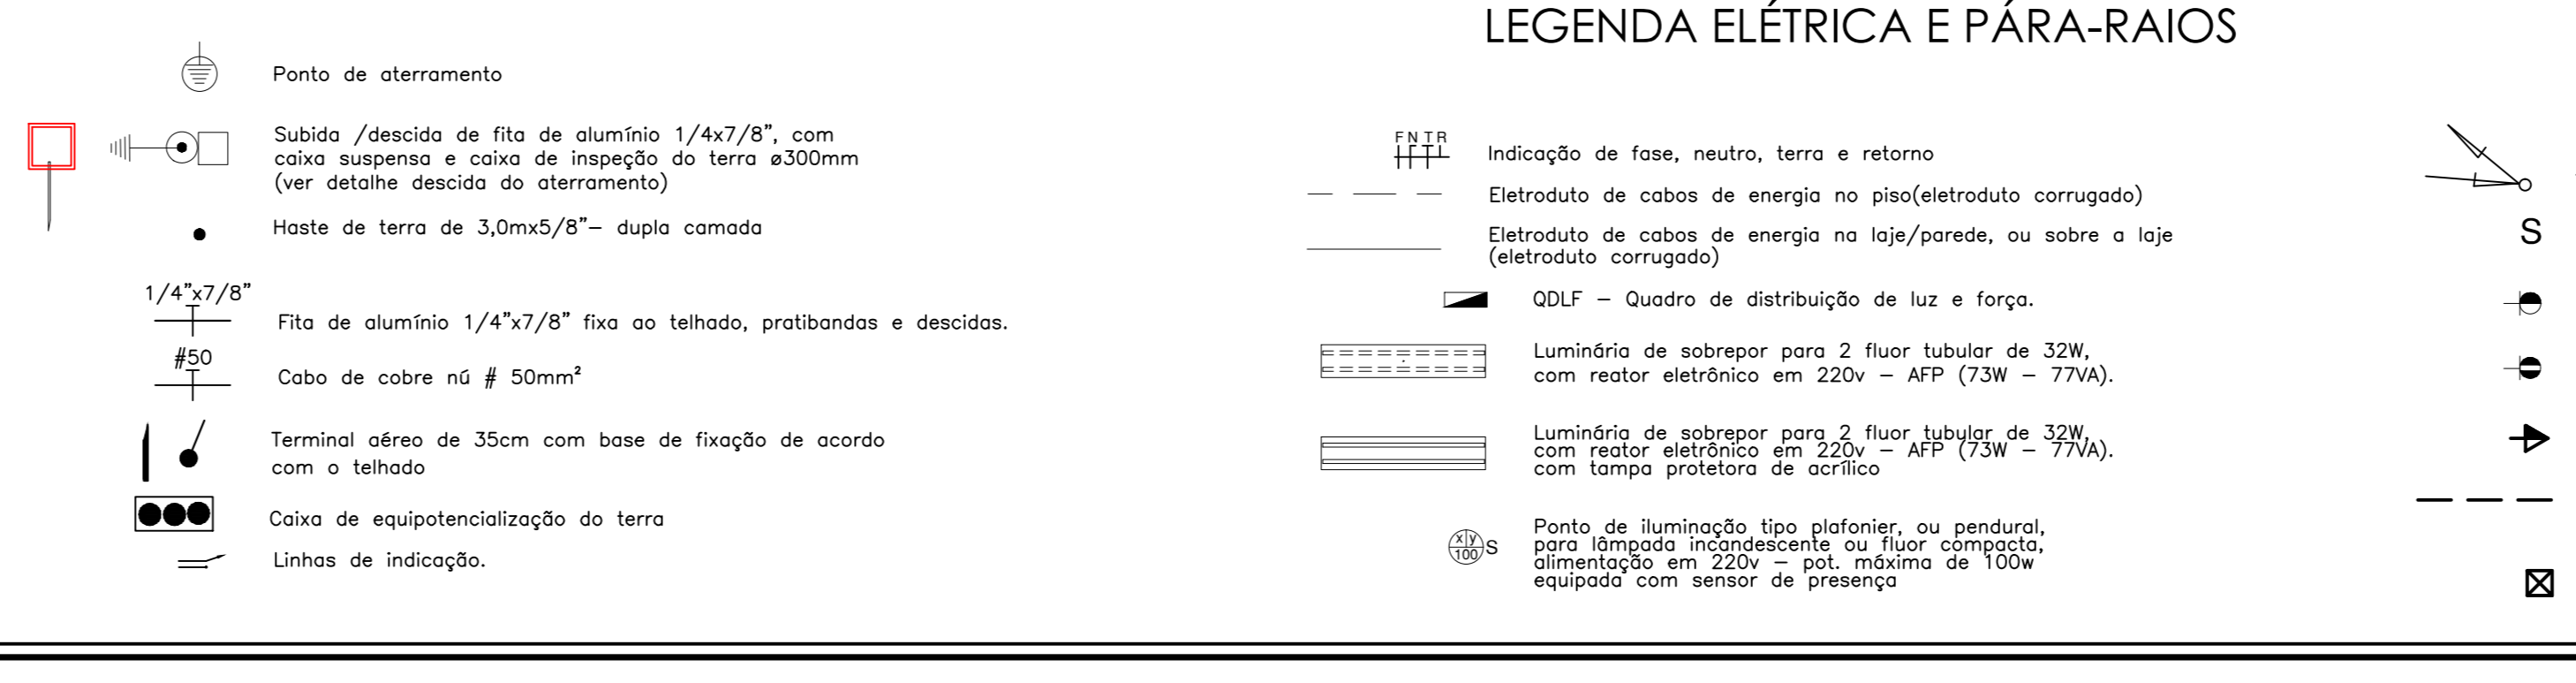 LEGENDA ELÉTRICA E PÁRA-RAIOS
Ponto de aterramento
Subida /descida de fita de alumínio 1/4x7/8", com
caixa suspensa e caixa de inspeção do terra ø300mm
(ver detalhe descida do aterramento)
Haste de terra de 3,0mx5/8"– dupla camada
1/4"x7/8"
Fita de alumínio 1/4"x7/8" fixa ao telhado, pratibandas e descidas.
#50
Cabo de cobre nú # 50mm²
Terminal aéreo de 35cm com base de fixação de acordo
com o telhado
Caixa de equipotencialização do terra
Linhas de indicação.
F N T R
Indicação de fase, neutro, terra e retorno
Eletroduto de cabos de energia no piso(eletroduto corrugado)
Eletroduto de cabos de energia na laje/parede, ou sobre a laje
(eletroduto corrugado)
QDLF – Quadro de distribuição de luz e força.
Luminária de sobrepor para 2 fluor tubular de 32W,
com reator eletrônico em 220v – AFP (73W – 77VA).
Luminária de sobrepor para 2 fluor tubular de 32W,
com reator eletrônico em 220v – AFP (73W – 77VA).
com tampa protetora de acrílico
x y
100 S
Ponto de iluminação tipo plafonier, ou pendural,
para lâmpada incandescente ou fluor compacta,
alimentação em 220v – pot. máxima de 100w
equipada com sensor de presença
S